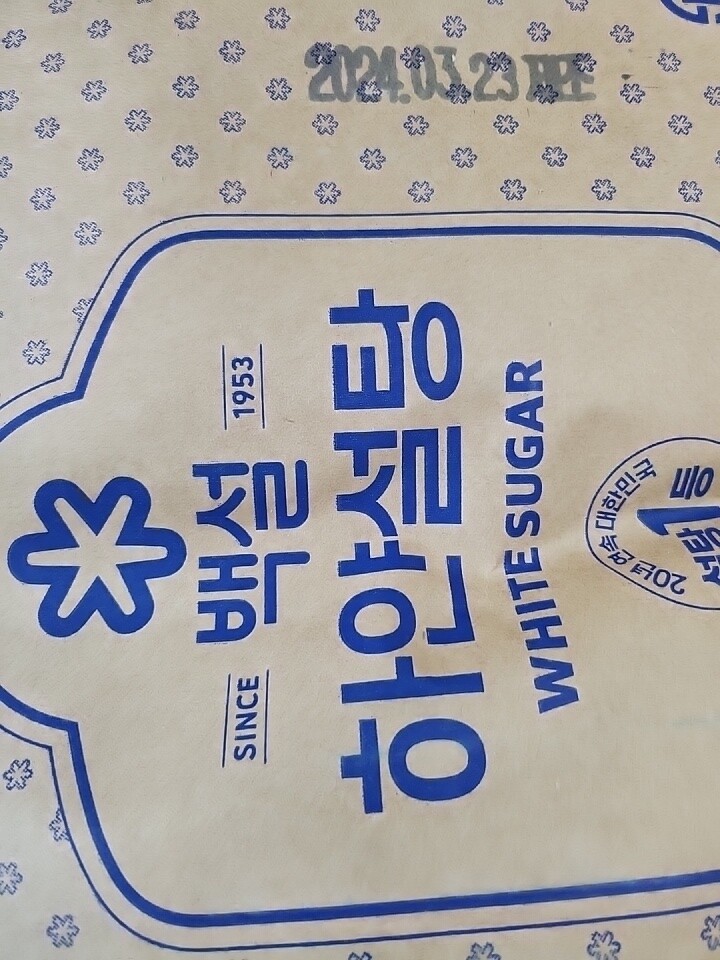 2024.03.23
SINCE 1953
백설
하얀설탕
WHITE SUGAR
20년 연속 대한민국
설탕 1등